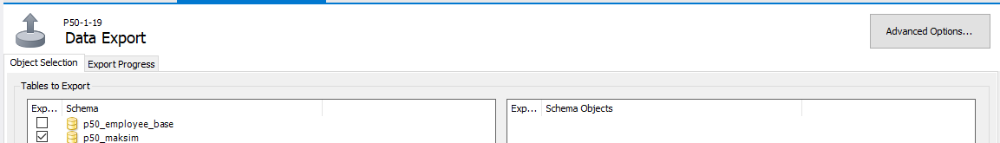 P50-1-19
Data Export
Advanced Options...
Object Selection
Export Progress
Tables to Export
Exp... Schema
Exp... Schema Objects
p50_employee_base
p50_maksim